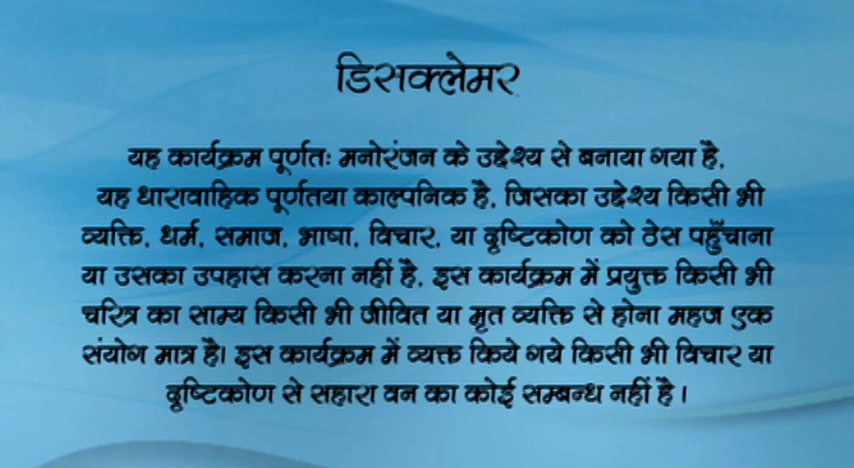 डिसक्लेमर
यह कार्यक्रम पूर्णतः मनोरंजन के उद्देश्य से बनाया गया है,
यह धारावाहिक पूर्णतया काल्पनिक है, जिसका उद्देश्य किसी भी
व्यक्ति, धर्म, समाज, भाषा, विचार, या दृष्टिकोण को ठेस पहुँचाना
या उसका उपहास करना नहीं है, इस कार्यक्रम में प्रयुक्त किसी भी
चरित्र का साम्य किसी भी जीवित या मृत व्यक्ति से होना महज एक
संयोग मात्र है। इस कार्यक्रम में व्यक्त किये गये किसी भी विचार या
दृष्टिकोण से सहारा वन का कोई सम्बन्ध नहीं है ।